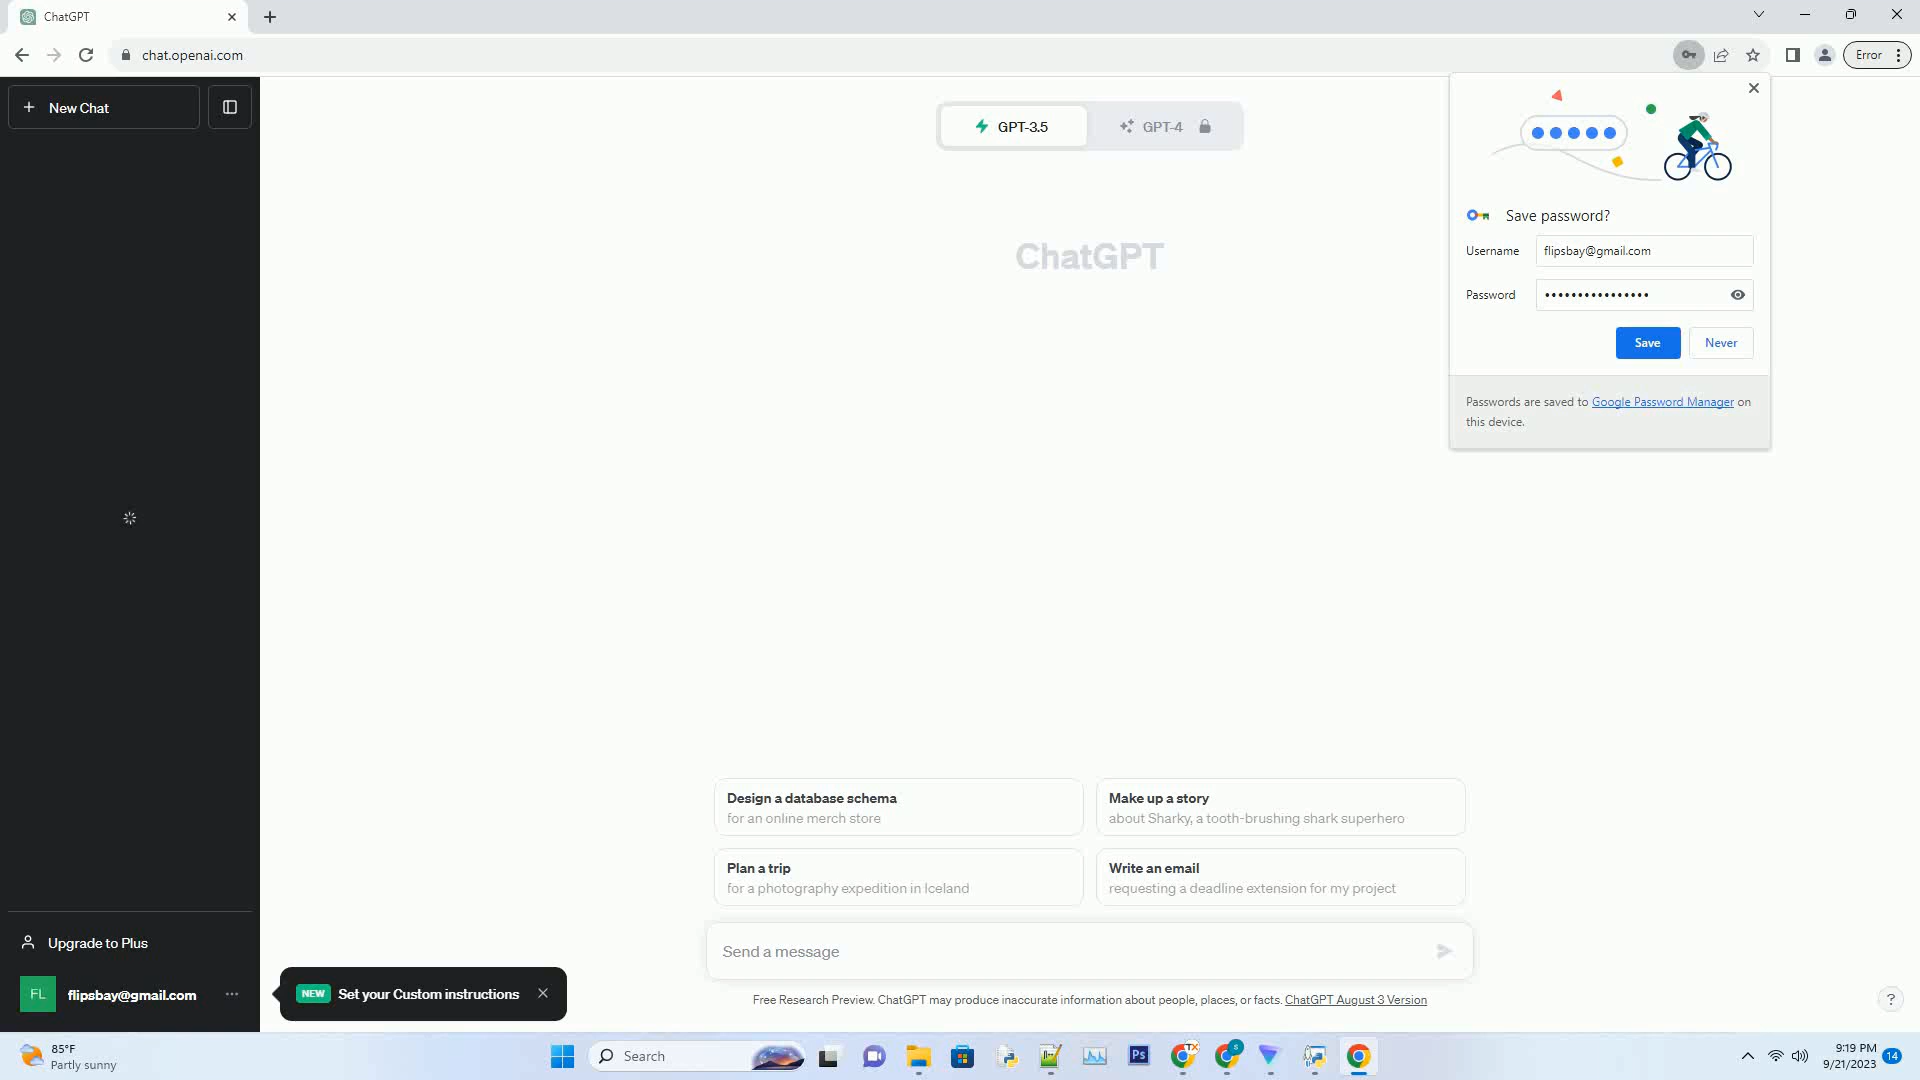 ChatGPT
chat.openai.com
Error
New Chat
GPT-3.5
GPT-4
ChatGPT
Save password?
Username
flipsbay@gmail.com
Password
••••••••••••••••
Save
Never
Passwords are saved to Google Password Manager on
this device.
Design a database schema
for an online merch store
Make up a story
about Sharky, a tooth-brushing shark superhero
Plan a trip
for a photography expedition in Iceland
Write an email
requesting a deadline extension for my project
Send a message
Free Research Preview. ChatGPT may produce inaccurate information about people, places, or facts. ChatGPT August 3 Version
?
Upgrade to Plus
FL
flipsbay@gmail.com
NEW
Set your Custom instructions
85°F
Partly sunny
Search
Ps
TX
S
9:19 PM
9/21/2023
14